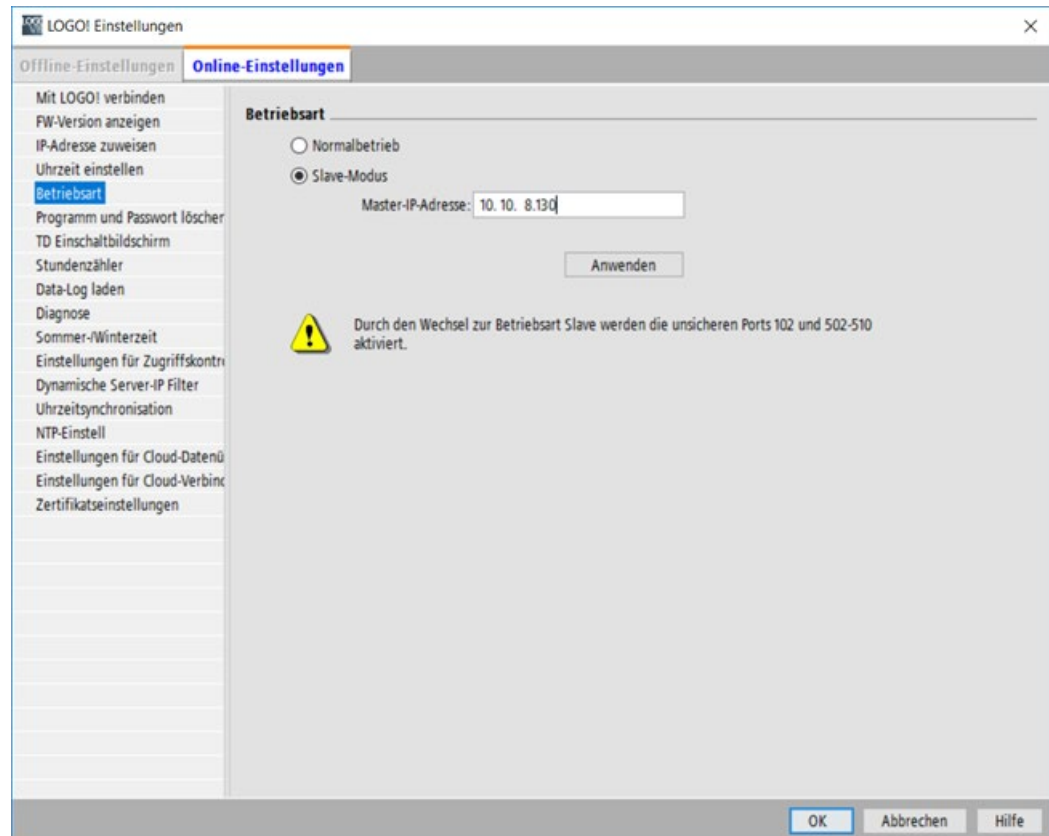 LOGO! Einstellungen
Offline-Einstellungen
Online-Einstellungen
Mit LOGO! verbinden
FW-Version anzeigen
IP-Adresse zuweisen
Uhrzeit einstellen
Betriebsart
Programm und Passwort löscher
TD Einschaltbildschirm
Stundenzähler
Data-Log laden
Diagnose
Sommer-/Winterzeit
Einstellungen für Zugriffskontr
Dynamische Server-IP Filter
Uhrzeitsynchronisation
NTP-Einstell
Einstellungen für Cloud-Datenü
Einstellungen für Cloud-Verbind
Zertifikatseinstellungen
Betriebsart
Normalbetrieb
Slave-Modus
Master-IP-Adresse: 10. 10. 8.130
Anwenden
Durch den Wechsel zur Betriebsart Slave werden die unsicheren Ports 102 und 502-510
aktiviert.
OK
Abbrechen
Hilfe